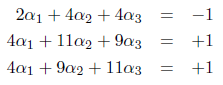 2α₁ + 4α₂ + 4α₃ = −1
4α₁ + 11α₂ + 9α₃ = +1
4α₁ + 9α₂ + 11α₃ = +1